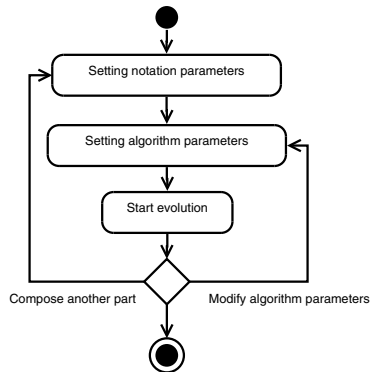 Setting notation parameters
Setting algorithm parameters
Start evolution
Compose another part
Modify algorithm parameters